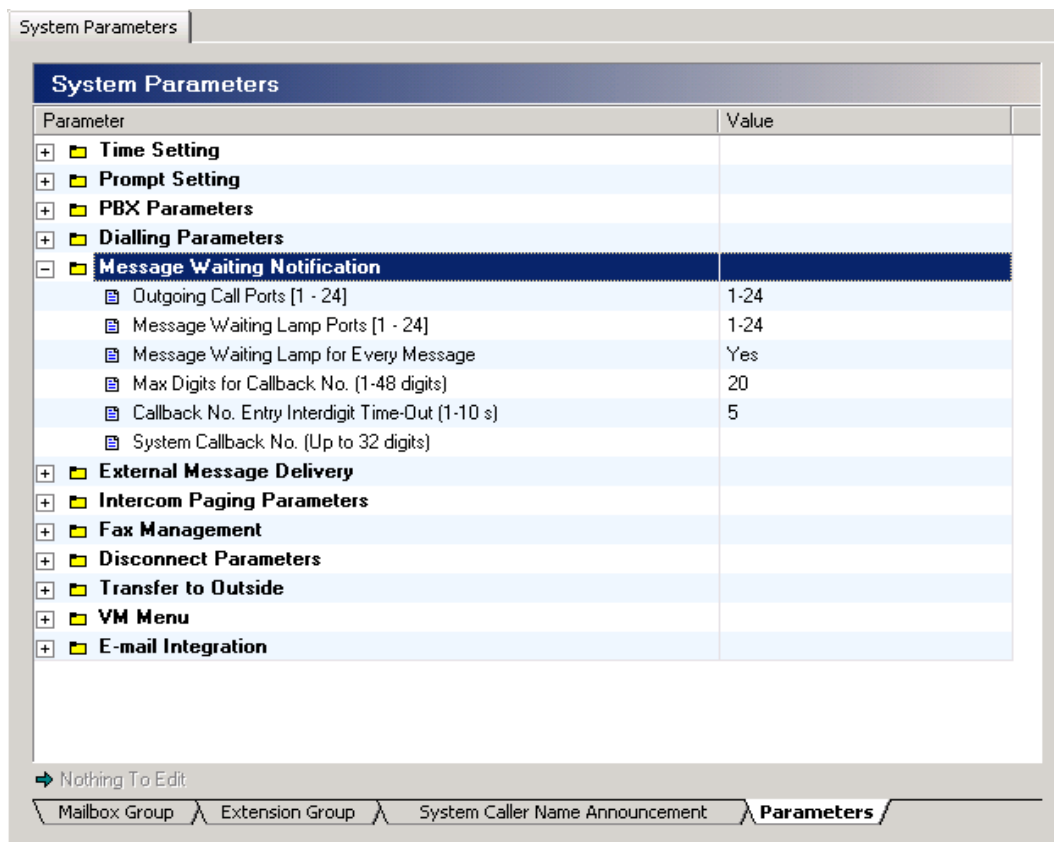 System Parameters
System Parameters
Parameter Value
Time Setting
Prompt Setting
PBX Parameters
Dialling Parameters
Message Waiting Notification
Outgoing Call Ports [1 - 24] 1-24
Message Waiting Lamp Ports [1 - 24] 1-24
Message Waiting Lamp for Every Message Yes
Max Digits for Callback No. (1-48 digits) 20
Callback No. Entry Interdigit Time-Out (1-10 s) 5
System Callback No. (Up to 32 digits)
External Message Delivery
Intercom Paging Parameters
Fax Management
Disconnect Parameters
Transfer to Outside
VM Menu
E-mail Integration
Nothing To Edit
Mailbox Group Extension Group System Caller Name Announcement Parameters